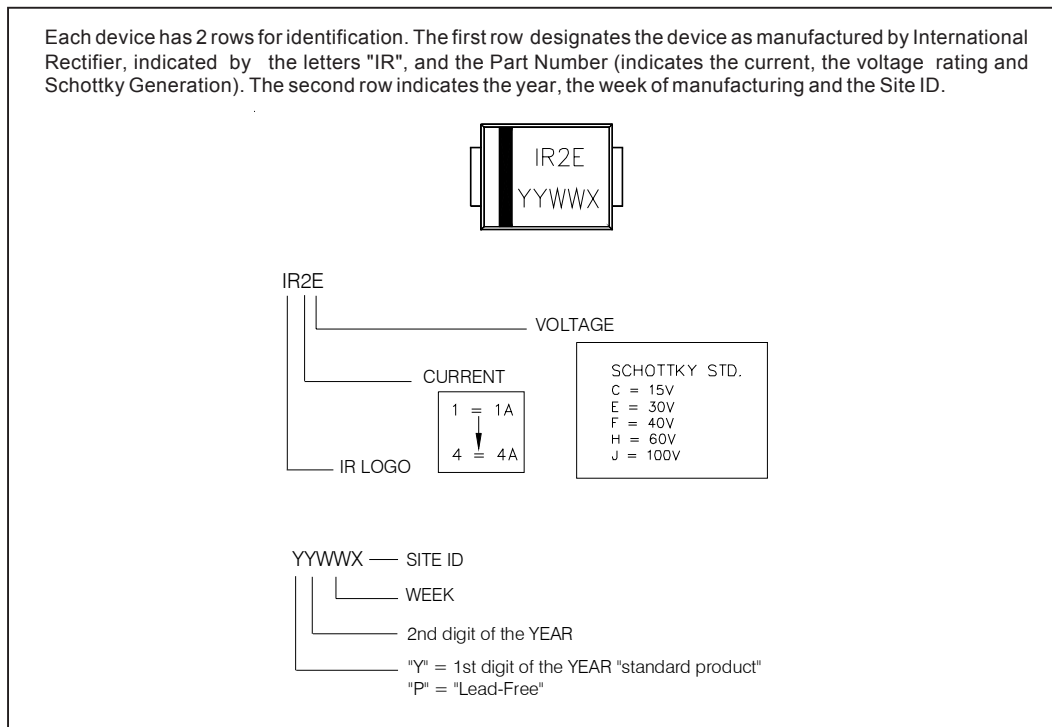 Each device has 2 rows for identification. The first row designates the device as manufactured by International
Rectifier, indicated by the letters "IR", and the Part Number (indicates the current, the voltage rating and
Schottky Generation). The second row indicates the year, the week of manufacturing and the Site ID.
IR2E
YYWWX
IR2E
VOLTAGE
SCHOTTKY STD.
C = 15V
E = 30V
F = 40V
H = 60V
J = 100V
CURRENT
1 = 1A
4 = 4A
IR LOGO
YYWWX
SITE ID
WEEK
2nd digit of the YEAR
"Y" = 1st digit of the YEAR "standard product"
"P" = "Lead-Free"